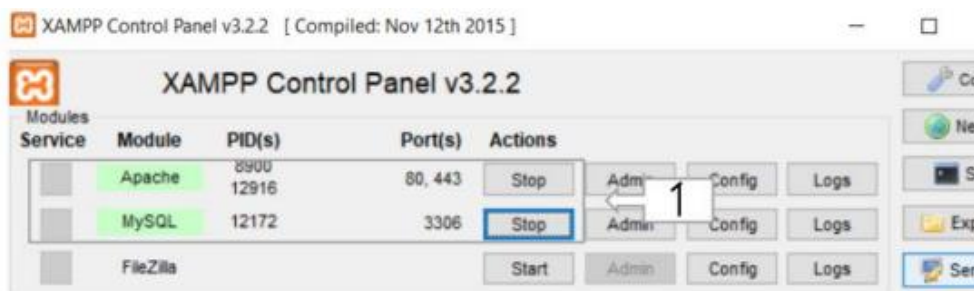 XAMPP Control Panel v3.2.2 [ Compiled: Nov 12th 2015 ]
XAMPP Control Panel v3.2.2
Modules
Service Module PID(s) Port(s) Actions
Apache 8900 12916 80, 443 Stop Config Logs
1
MySQL 12172 3306 Stop Admin Config Logs
FileZilla Start Admin Config Logs